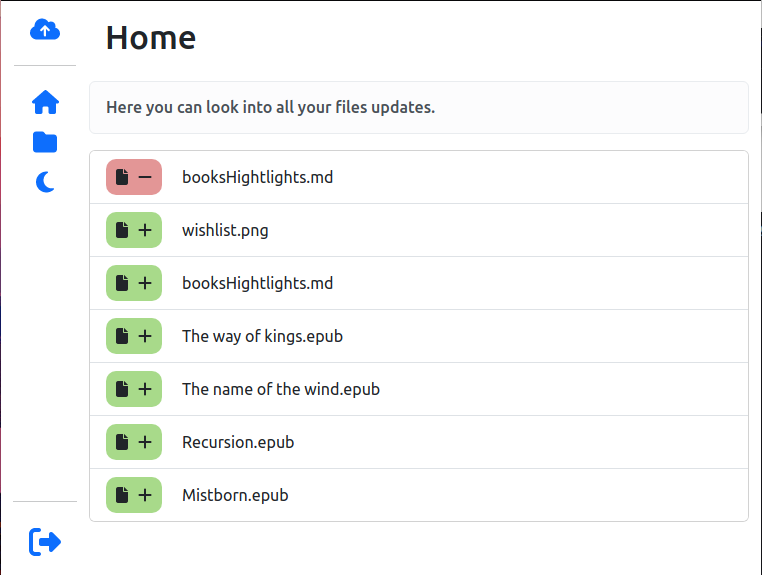 Home
Here you can look into all your files updates.
booksHightlights.md
wishlist.png
booksHightlights.md
The way of kings.epub
The name of the wind.epub
Recursion.epub
Mistborn.epub